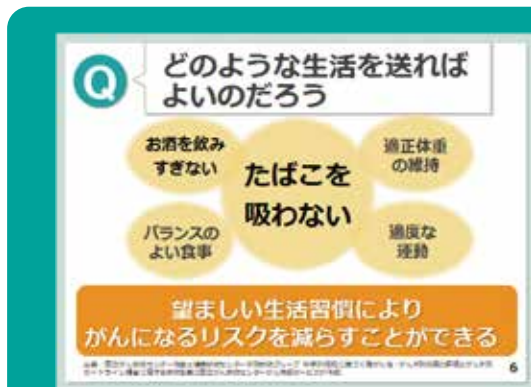 Q
どのような生活を送れば
よいのだろう
お酒を飲み
すぎない
たばこを
吸わない
適正体重
の維持
バランスの
よい食事
適度な
運動
望ましい生活習慣により
がんになるリスクを減らすことができる
6